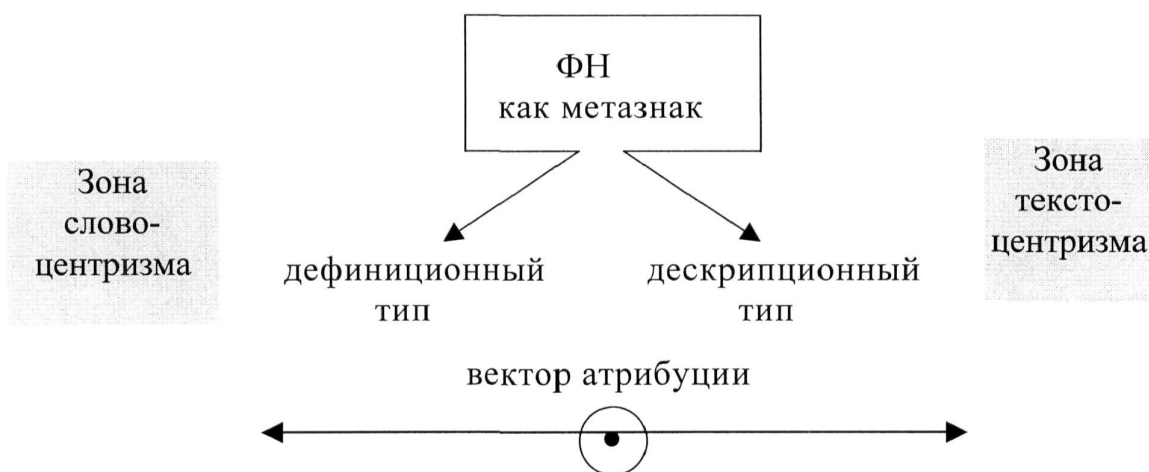 ФН
как метазнак
Зона
слово-
центризма
Зона
тексто-
центризма
дефиниционный
тип
дескрипционный
тип
вектор атрибуции